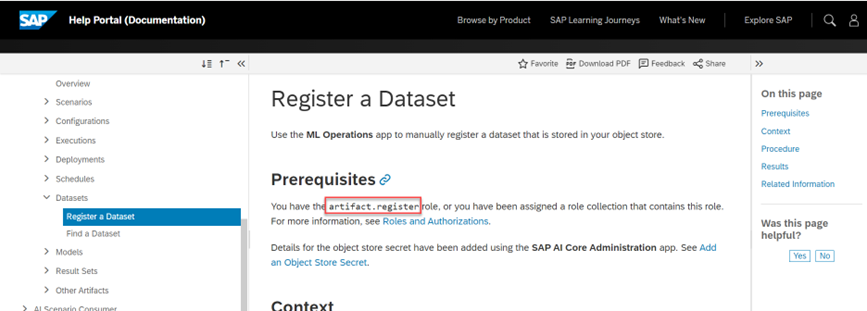 SAP Help Portal (Documentation) Browse by Product SAP Learning Journeys What's New Explore SAP
Favorite PDF Download PDF Feedback Share
Overview
Scenarios
Configurations
Executions
Deployments
Schedules
Datasets
Register a Dataset
Find a Dataset
Models
Result Sets
Other Artifacts
AI Scenario Consumer
Register a Dataset
Use the ML Operations app to manually register a dataset that is stored in your object store.
Prerequisites
You have the artifact.register role, or you have been assigned a role collection that contains this role.
For more information, see Roles and Authorizations.
Details for the object store secret have been added using the SAP AI Core Administration app. See Add
an Object Store Secret.
Context
On this page
Prerequisites
Context
Procedure
Results
Related Information
Was this page
helpful?
Yes No